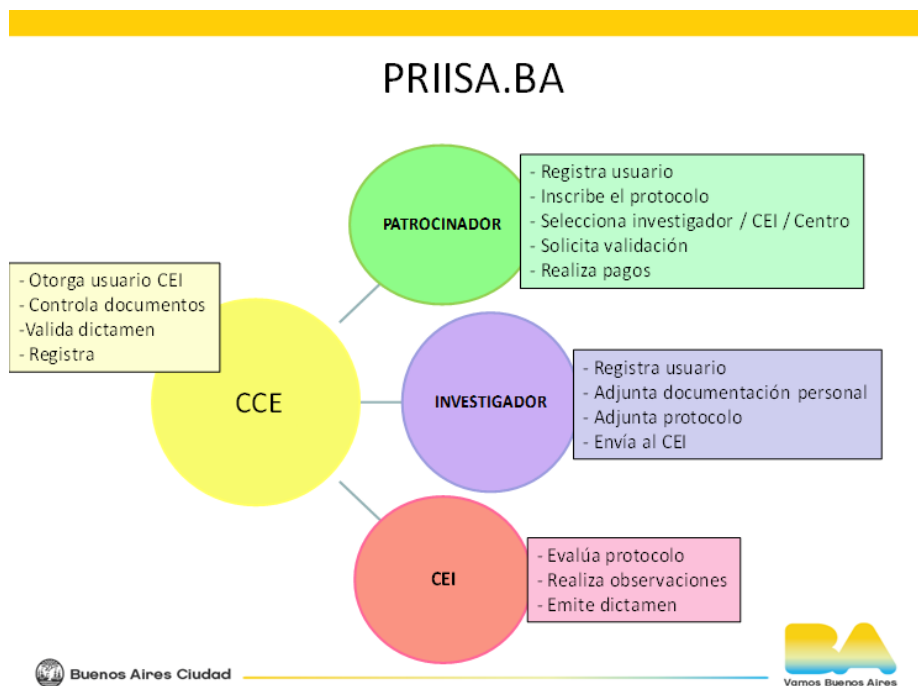 PRIISA.BA
PATROCINADOR
- Registra usuario
- Inscribe el protocolo
- Selecciona investigador / CEI / Centro
- Solicita validación
- Realiza pagos
- Otorga usuario CEI
- Controla documentos
-Valida dictamen
- Registra
CCE
INVESTIGADOR
- Registra usuario
- Adjunta documentación personal
- Adjunta protocolo
- Envía al CEI
CEI
- Evalúa protocolo
- Realiza observaciones
- Emite dictamen
Buenos Aires Ciudad
BA
Vamos Buenos Aires